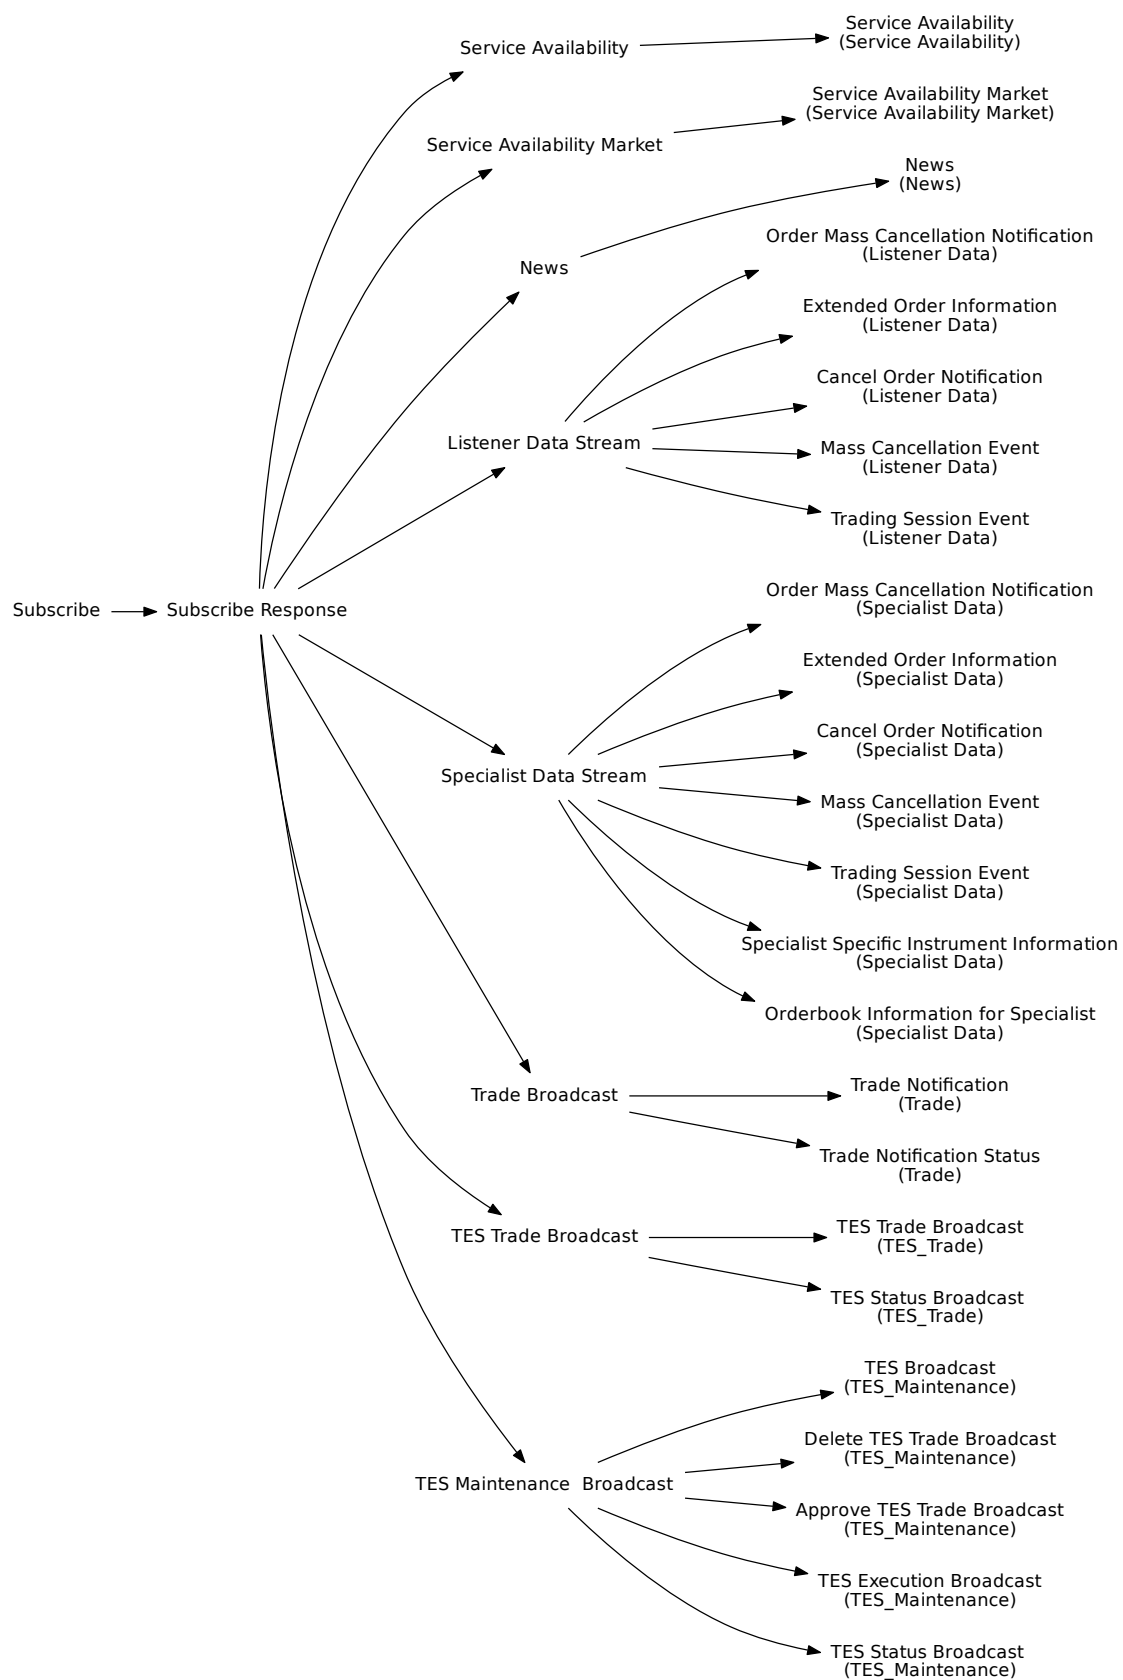 Subscribe
Subscribe Response
Service Availability
Service Availability
(Service Availability)
Service Availability Market
Service Availability Market
(Service Availability Market)
News
News
(News)
Listener Data Stream
Order Mass Cancellation Notification
(Listener Data)
Extended Order Information
(Listener Data)
Cancel Order Notification
(Listener Data)
Mass Cancellation Event
(Listener Data)
Trading Session Event
(Listener Data)
Specialist Data Stream
Order Mass Cancellation Notification
(Specialist Data)
Extended Order Information
(Specialist Data)
Cancel Order Notification
(Specialist Data)
Mass Cancellation Event
(Specialist Data)
Trading Session Event
(Specialist Data)
Specialist Specific Instrument Information
(Specialist Data)
Orderbook Information for Specialist
(Specialist Data)
Trade Broadcast
Trade Notification
(Trade)
Trade Notification Status
(Trade)
TES Trade Broadcast
TES Trade Broadcast
(TES_Trade)
TES Status Broadcast
(TES_Trade)
TES Maintenance  Broadcast
TES Broadcast
(TES_Maintenance)
Delete TES Trade Broadcast
(TES_Maintenance)
Approve TES Trade Broadcast
(TES_Maintenance)
TES Execution Broadcast
(TES_Maintenance)
TES Status Broadcast
(TES_Maintenance)